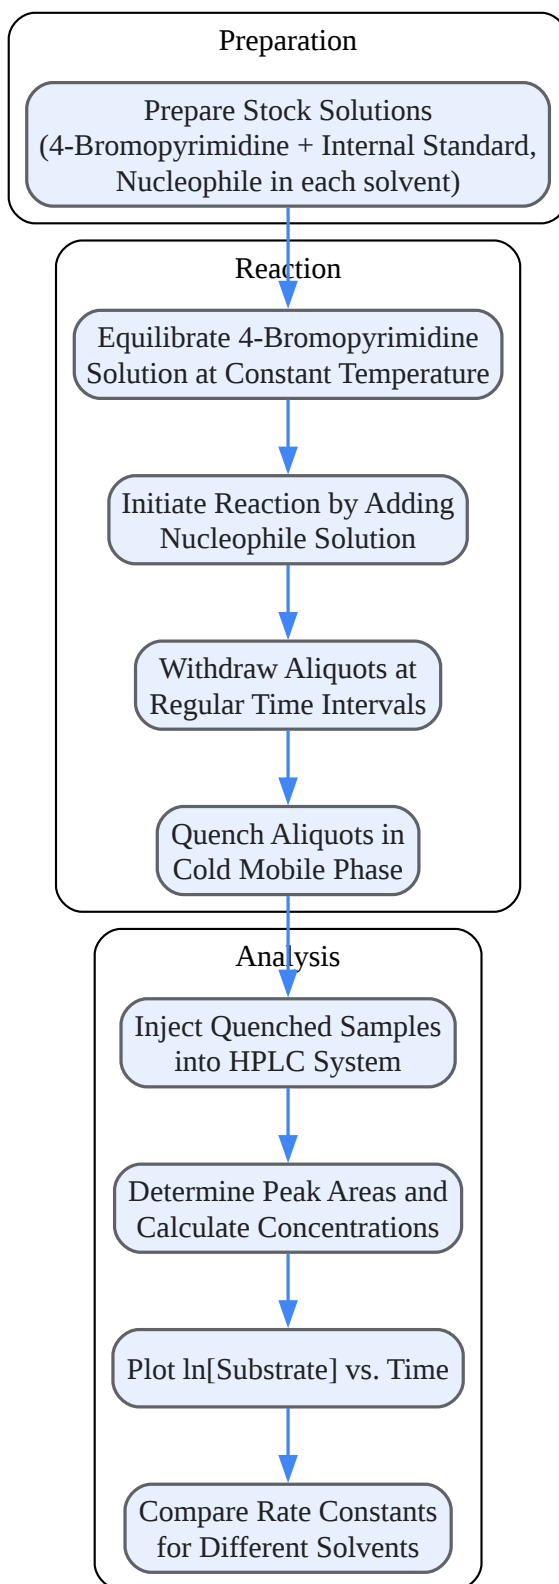 Preparation
Prepare Stock Solutions
(4-Bromopyrimidine + Internal Standard,
Nucleophile in each solvent)
Reaction
Equilibrate 4-Bromopyrimidine
Solution at Constant Temperature
Initiate Reaction by Adding
Nucleophile Solution
Withdraw Aliquots at
Regular Time Intervals
Quench Aliquots in
Cold Mobile Phase
Analysis
Inject Quenched Samples
into HPLC System
Determine Peak Areas and
Calculate Concentrations
Plot ln[Substrate] vs. Time
Compare Rate Constants
for Different Solvents